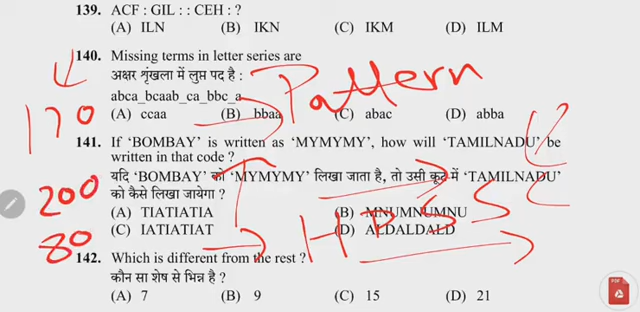 139. ACF : GIL : : CEH : ?
(A) ILN (B) IKN (C) IKM (D) ILM
140. Missing terms in letter series are
अक्षर शृंखला में लुप्त पद है :
Pattern
abca_bcaab_ca_bbc_a
170
(A) ccaa (B) bbaa (C) abac (D) abba
141. If 'BOMBAY' is written as 'MYMYMY', how will 'TAMILNADU' be
written in that code ?
यदि 'BOMBAY' को 'MYMYMY' लिखा जाता है, तो उसी कूट में 'TAMILNADU'
200
को कैसे लिखा जायेगा ?
(A) TIATIATIA (B) MNUMNUMNU
HPSSC
80
(C) IATIATIAT (D) ALDALDALD
142. Which is different from the rest ?
कौन सा शेष से भिन्न है ?
(A) 7 (B) 9 (C) 15 (D) 21
PDF